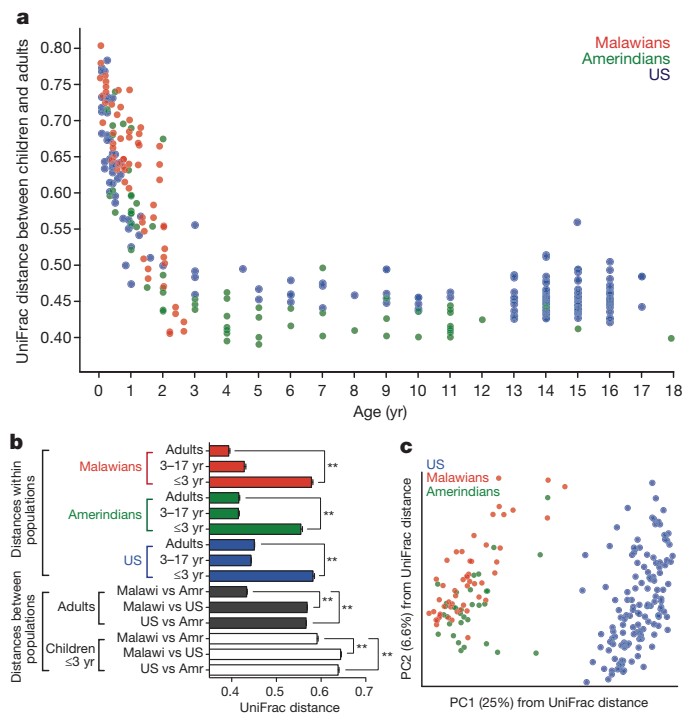 a
Malawians
Amerindians
US
UniFrac distance between children and adults
0.80
0.75
0.70
0.65
0.60
0.55
0.50
0.45
0.40
0 1 2 3 4 5 6 7 8 9 10 11 12 13 14 15 16 17 18
Age (yr)
b
Distances within
populations
Malawians
Adults
3–17 yr
≤3 yr
**
Amerindians
Adults
3–17 yr
≤3 yr
**
US
Adults
3–17 yr
≤3 yr
**
Distances between
populations
Adults
Malawi vs Amr
Malawi vs US
US vs Amr
**
**
Children
≤3 yr
Malawi vs Amr
Malawi vs US
US vs Amr
**
**
0.4 0.5 0.6 0.7
UniFrac distance
c
US
Malawians
Amerindians
PC2 (6.6%) from UniFrac distance
PC1 (25%) from UniFrac distance